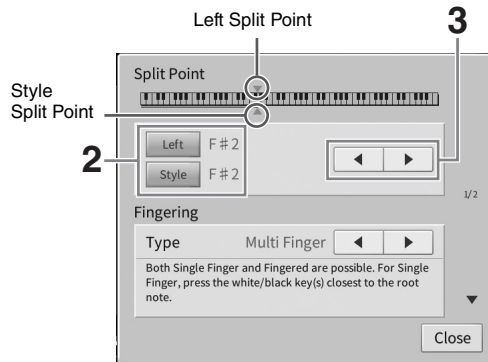 Left Split Point
3
Split Point
Style
Split Point
2
Left F#2
Style F#2
1/2
Fingering
Type Multi Finger
Both Single Finger and Fingered are possible. For Single
Finger, press the white/black key(s) closest to the root
note.
Close